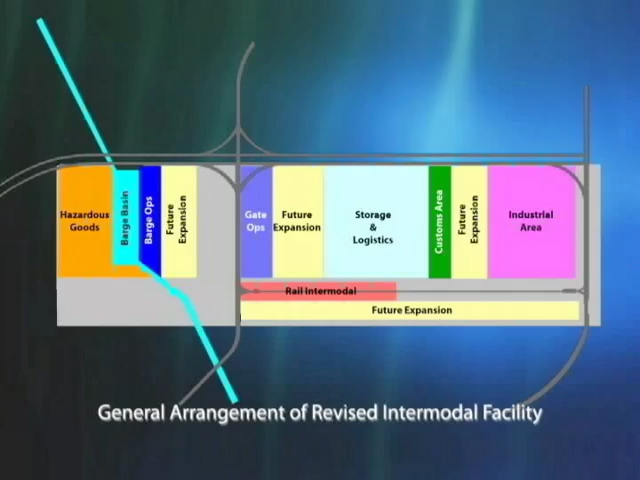 Hazardous
Goods
Barge Basin
Barge Ops
Future
Expansion
Gate
Ops
Future
Expansion
Storage
&
Logistics
Customs Area
Future
Expansion
Industrial
Area
Rail Intermodal
Future Expansion
General Arrangement of Revised Intermodal Facility